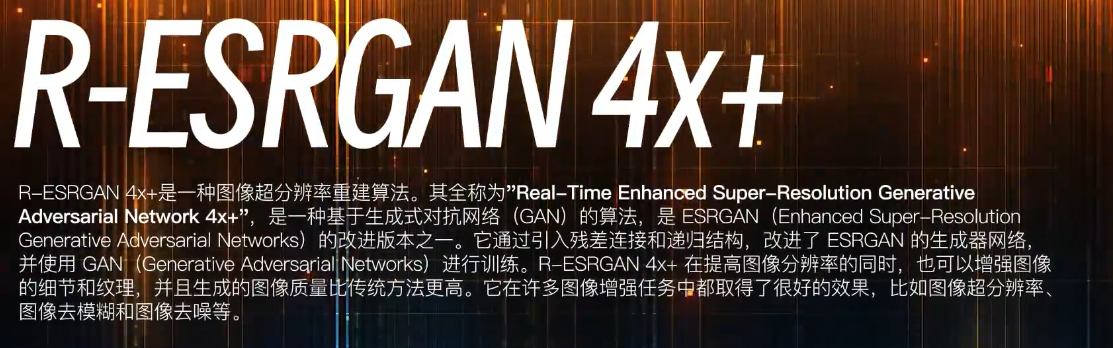 R-ESRGAN 4x+
R-ESRGAN 4x+是一种图像超分辨率重建算法。其全称为”Real-Time Enhanced Super-Resolution Generative
Adversarial Network 4x+”，是一种基于生成式对抗网络（GAN）的算法，是 ESRGAN（Enhanced Super-Resolution
Generative Adversarial Networks）的改进版本之一。它通过引入残差连接和递归结构，改进了 ESRGAN 的生成器网络，
并使用 GAN（Generative Adversarial Networks）进行训练。R-ESRGAN 4x+ 在提高图像分辨率的同时，也可以增强图像
的细节和纹理，并且生成的图像质量比传统方法更高。它在许多图像增强任务中都取得了很好的效果，比如图像超分辨率、
图像去模糊和图像去噪等。